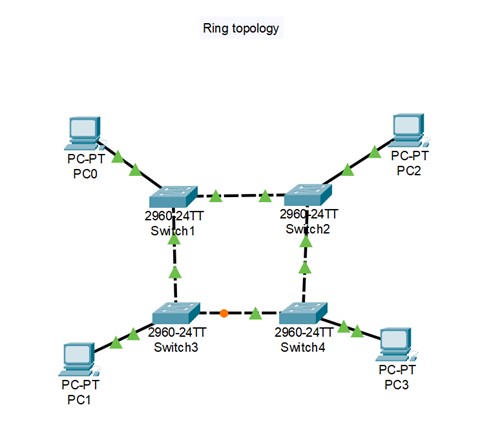 Ring topology
PC-PT
PC0
PC-PT
PC2
2960-24TT
Switch1
2960-24TT
Switch2
2960-24TT
Switch3
2960-24TT
Switch4
PC-PT
PC1
PC-PT
PC3